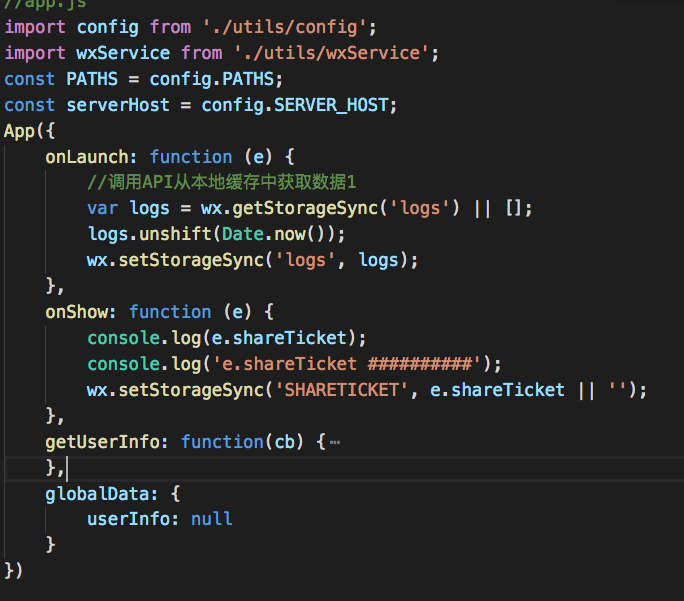 //app.js
import config from './utils/config';
import wxService from './utils/wxService';
const PATHS = config.PATHS;
const serverHost = config.SERVER_HOST;
App({
    onLaunch: function (e) {
        //调用API从本地缓存中获取数据1
        var logs = wx.getStorageSync('logs') || [];
        logs.unshift(Date.now());
        wx.setStorageSync('logs', logs);
    },
    onShow: function (e) {
        console.log(e.shareTicket);
        console.log('e.shareTicket ##########');
        wx.setStorageSync('SHARETICKET', e.shareTicket || '');
    },
    getUserInfo: function(cb) {⋯
    },
    globalData: {
        userInfo: null
    }
})